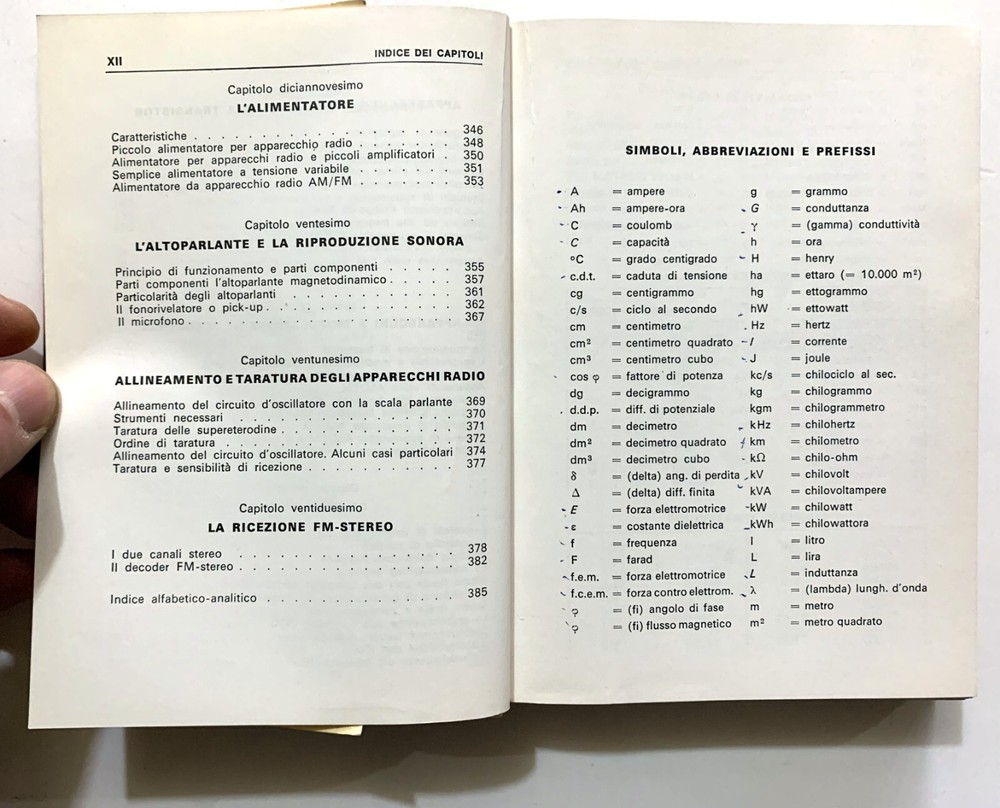 XII INDICE DEI CAPITOLI
Capitolo diciannovesimo
L'ALIMENTATORE
Caratteristiche . . . . . . . . . . . . . . . . . 346
Piccolo alimentatore per apparecchio radio . . . . . . . 348
Alimentatore per apparecchi radio e piccoli amplificatori . 350
Semplice alimentatore a tensione variabile . . . . . . . 351
Alimentatore da apparecchio radio AM/FM . . . . . . . 353
Capitolo ventesimo
L'ALTOPARLANTE E LA RIPRODUZIONE SONORA
Principio di funzionamento e parti componenti . . . . . 355
Parti componenti l'altoparlante magnetodinamico . . . . . 357
Particolarità degli altoparlanti . . . . . . . . . . . . 361
Il fonorivelatore o pick-up . . . . . . . . . . . . . 362
Il microfono . . . . . . . . . . . . . . . . . . 367
Capitolo ventunesimo
ALLINEAMENTO E TARATURA DEGLI APPARECCHI RADIO
Allineamento del circuito d'oscillatore con la scala parlante 369
Strumenti necessari . . . . . . . . . . . . . . . 370
Taratura delle supereterodine . . . . . . . . . . . . 371
Ordine di taratura . . . . . . . . . . . . . . . 372
Allineamento del circuito d'oscillatore. Alcuni casi particolari 374
Taratura e sensibilità di ricezione . . . . . . . . . . 377
Capitolo ventiduesimo
LA RICEZIONE FM-STEREO
I due canali stereo . . . . . . . . . . . . . . . 378
Il decoder FM-stereo . . . . . . . . . . . . . . . 382
Indice alfabetico-analitico . . . . . . . . . . . . . 385
SIMBOLI, ABBREVIAZIONI E PREFISSI
A = ampere
Ah = ampere-ora
C = coulomb
C = capacità
°C = grado centigrado
c.d.t. = caduta di tensione
cg = centigrammo
c/s = ciclo al secondo
cm = centimetro
cm² = centimetro quadrato
cm³ = centimetro cubo
cos φ = fattore di potenza
dg = decigrammo
d.d.p. = diff. di potenziale
dm = decimetro
dm² = decimetro quadrato
dm³ = decimetro cubo
δ = (delta) ang. di perdita
Δ = (delta) diff. finita
E = forza elettromotrice
ε = costante dielettrica
f = frequenza
F = farad
f.e.m. = forza elettromotrice
f.c.e.m. = forza contro elettrom.
φ = (fi) angolo di fase
φ = (fi) flusso magnetico
g = grammo
G = conduttanza
γ = (gamma) conduttività
h = ora
H = henry
ha = ettaro (= 10.000 m²)
hg = ettogrammo
hW = ettowatt
Hz = hertz
I = corrente
J = joule
kc/s = chilociclo al sec.
kg = chilogrammo
kgm = chilogrammetro
kHz = chilohertz
km = chilometro
kΩ = chilo-ohm
kV = chilovolt
kVA = chilovoltampere
kW = chilowatt
kWh = chilowattora
l = litro
L = lira
L = induttanza
λ = (lambda) lungh. d'onda
m = metro
m² = metro quadrato